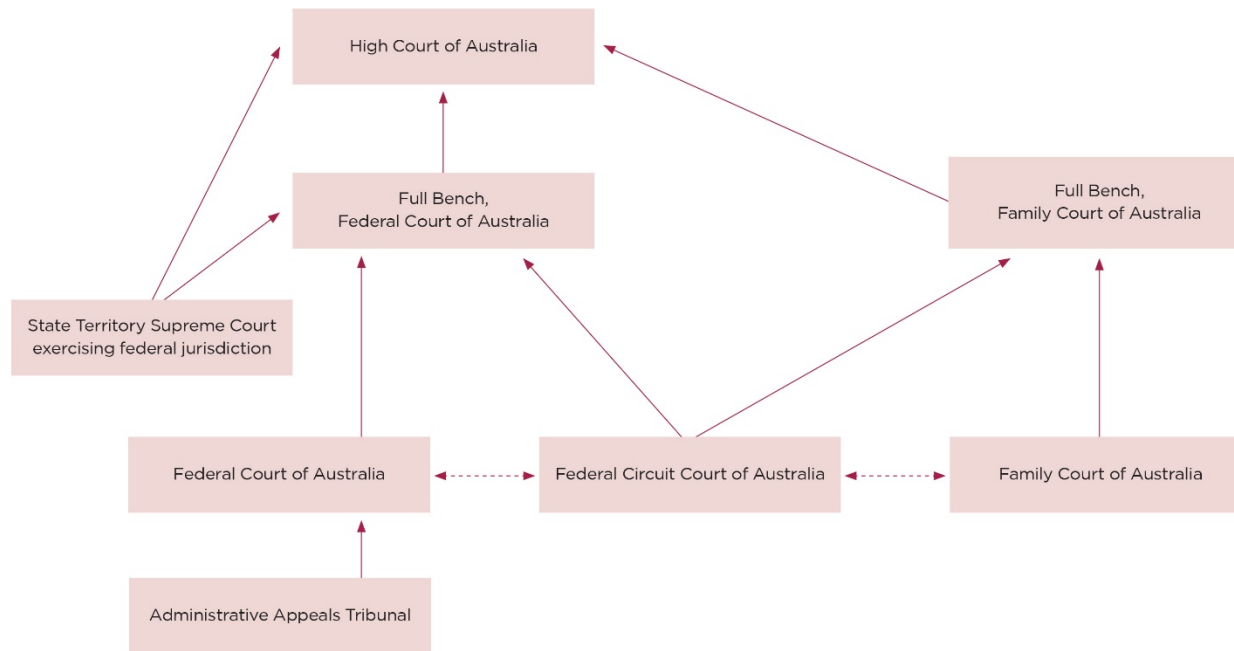 High Court of Australia
Full Bench,
Federal Court of Australia
Full Bench,
Family Court of Australia
State Territory Supreme Court
exercising federal jurisdiction
Federal Court of Australia
Federal Circuit Court of Australia
Family Court of Australia
Administrative Appeals Tribunal